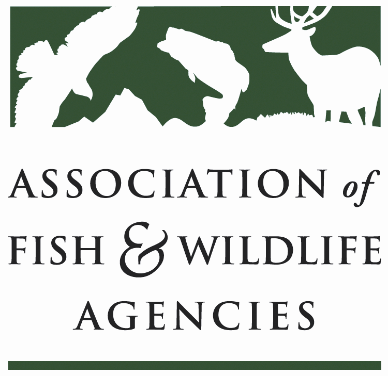 ASSOCIATION of
FISH & WILDLIFE
AGENCIES